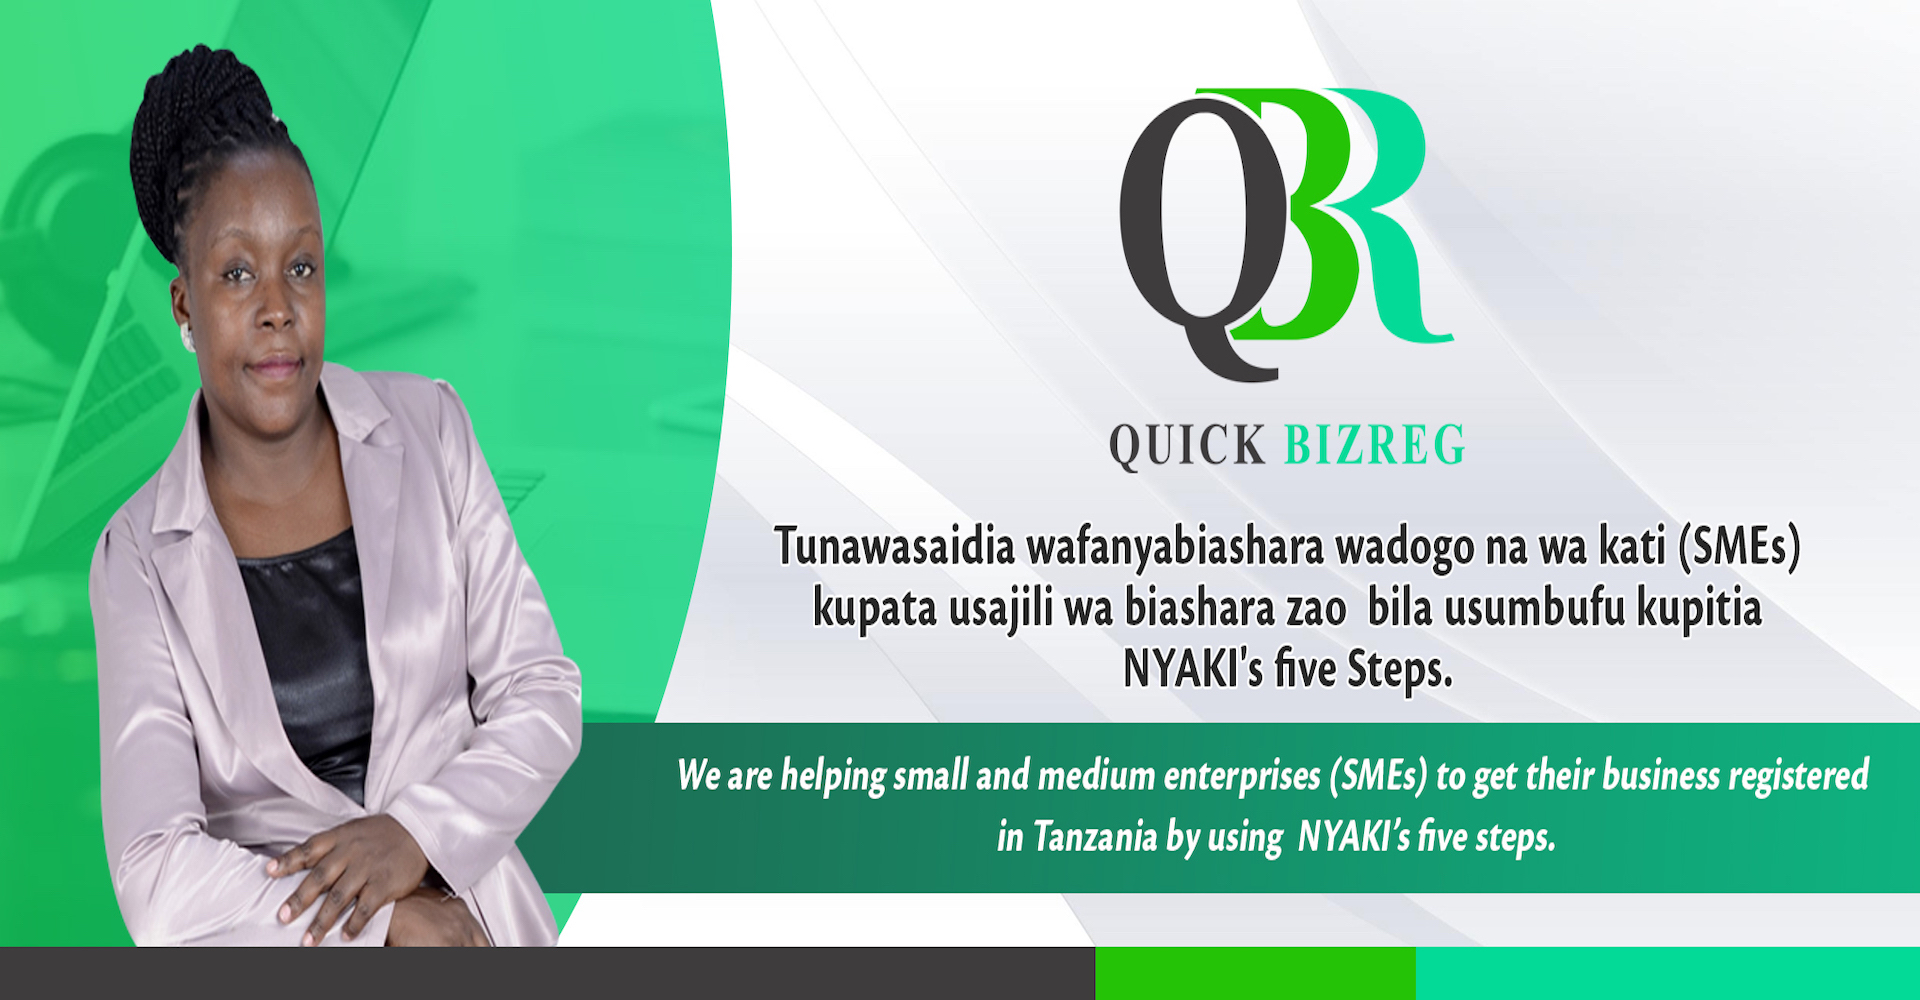 QBR
QUICK BIZREG
Tunawasaidia wafanyabiashara wadogo na wa kati (SMEs)
kupata usajili wa biashara zao bila usumbufu kupitia
NYAKI's five Steps.
We are helping small and medium enterprises (SMEs) to get their business registered
in Tanzania by using NYAKI’s five steps.